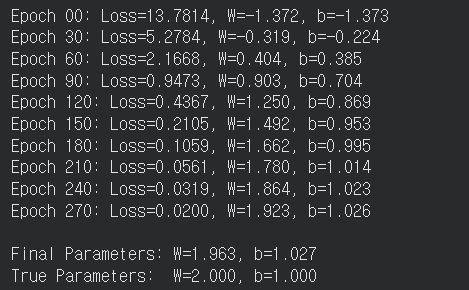 Epoch 00: Loss=13.7814, W=-1.372, b=-1.373
Epoch 30: Loss=5.2784, W=-0.319, b=-0.224
Epoch 60: Loss=2.1668, W=0.404, b=0.385
Epoch 90: Loss=0.9473, W=0.903, b=0.704
Epoch 120: Loss=0.4367, W=1.250, b=0.869
Epoch 150: Loss=0.2105, W=1.492, b=0.953
Epoch 180: Loss=0.1059, W=1.662, b=0.995
Epoch 210: Loss=0.0561, W=1.780, b=1.014
Epoch 240: Loss=0.0319, W=1.864, b=1.023
Epoch 270: Loss=0.0200, W=1.923, b=1.026
Final Parameters: W=1.963, b=1.027
True Parameters:  W=2.000, b=1.000